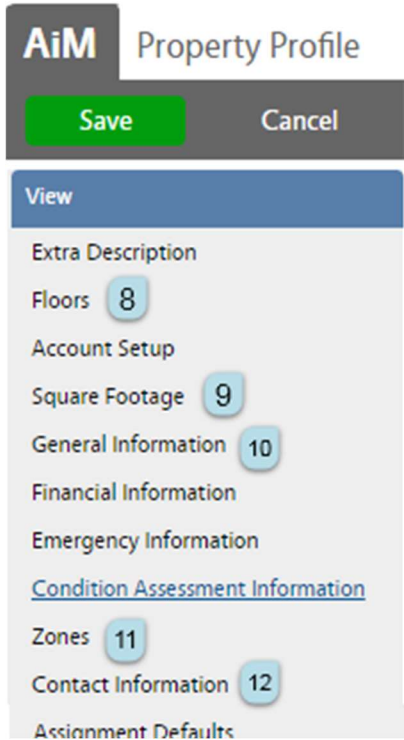 AiM Property Profile
Save Cancel
View
Extra Description
Floors 8
Account Setup
Square Footage 9
General Information 10
Financial Information
Emergency Information
Condition Assessment Information
Zones 11
Contact Information 12
Assignment Defaults